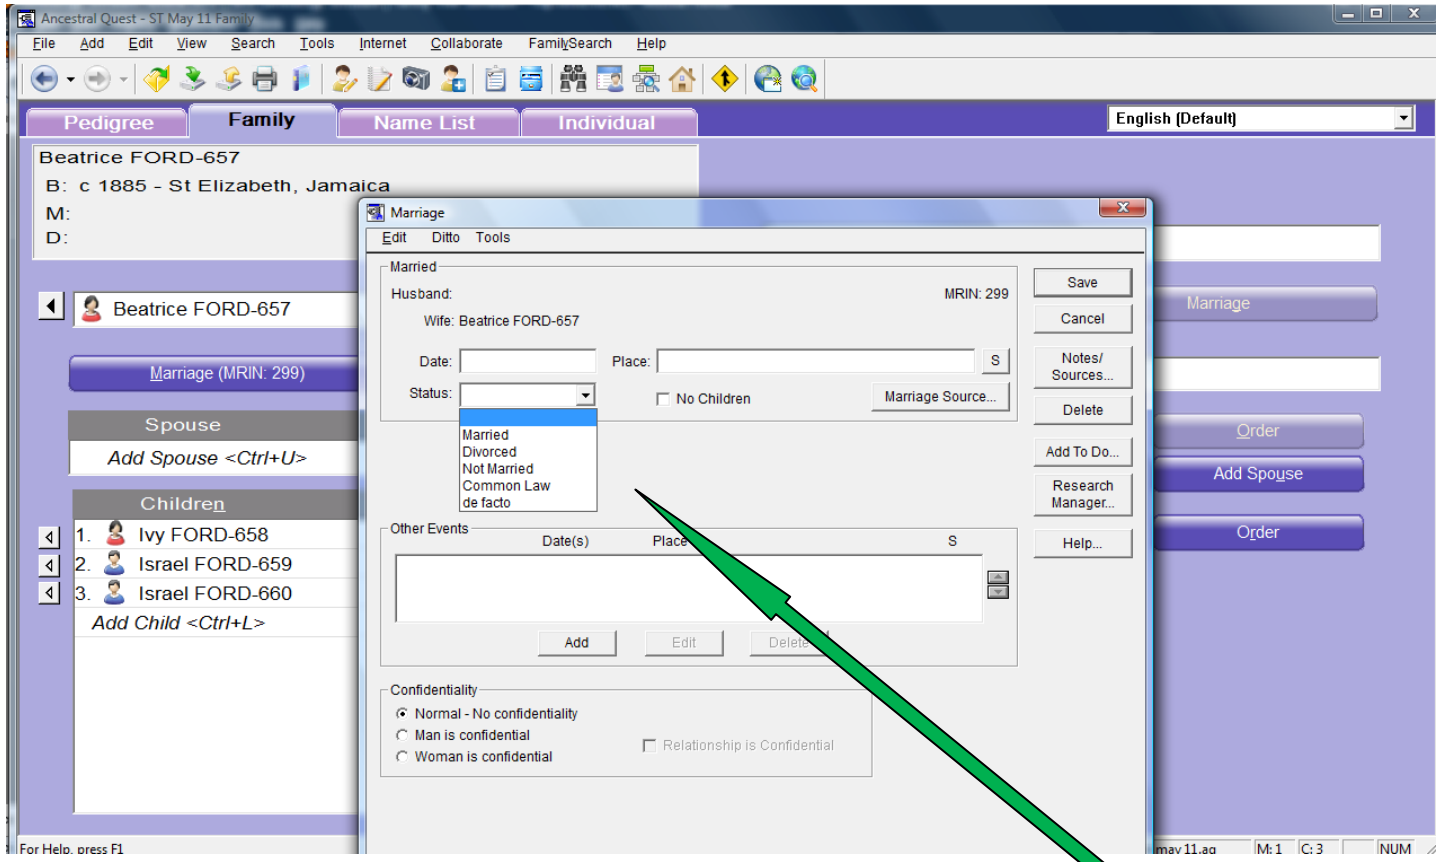 Ancestral Quest - ST May 11 Family
File Add Edit View Search Tools Internet Collaborate FamilySearch Help
Pedigree Family Name List Individual English (Default)
Beatrice FORD-657
B: c 1885 - St Elizabeth, Jamaica
M:
D:
Beatrice FORD-657
Marriage (MRIN: 299)
Spouse
Add Spouse <Ctrl+U>
Children
1. Ivy FORD-658
2. Israel FORD-659
3. Israel FORD-660
Add Child <Ctrl+L>
Marriage
Edit Ditto Tools
Married
Husband: MRIN: 299
Wife: Beatrice FORD-657
Date: Place: S
Status: No Children Marriage Source...
Married
Divorced
Not Married
Common Law
de facto
Other Events
Date(s) Place S
Add Edit Delete
Confidentiality
Normal - No confidentiality
Man is confidential
Woman is confidential
Relationship is Confidential
Save
Cancel
Notes/
Sources...
Delete
Add To Do...
Research
Manager...
Help...
Marriage
Order
Add Spouse
Order
For Help, press F1 may 11.aq M: 1 C: 3 NUM